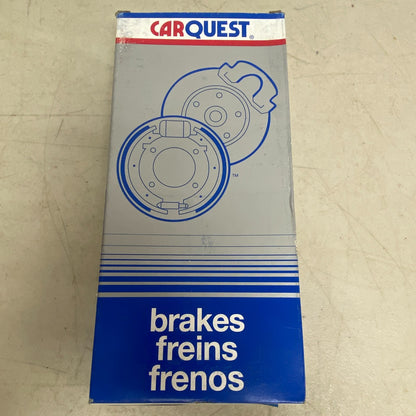 CARQUEST®
TM
brakes
freins
frenos